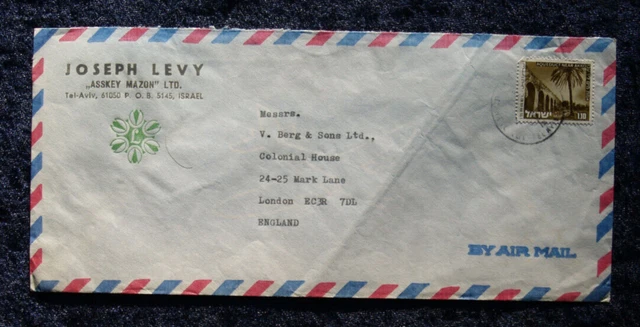 JOSEPH LEVY
„ASSKEY MAZON" LTD.
Tel-Aviv, 61050 P. O. B. 5145, ISRAEL
Messrs.
V. Berg & Sons Ltd.,
Colonial House
24-25 Mark Lane
London EC3R 7DL
ENGLAND
1.10
ישראל
BY AIR MAIL